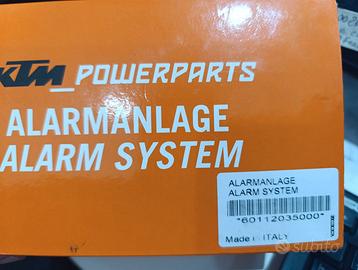 KTM_POWERPARTS
ALARMANLAGE
ALARM SYSTEM
ALARMANLAGE
ALARM SYSTEM
"60112035000"
Made in ITALY
subito